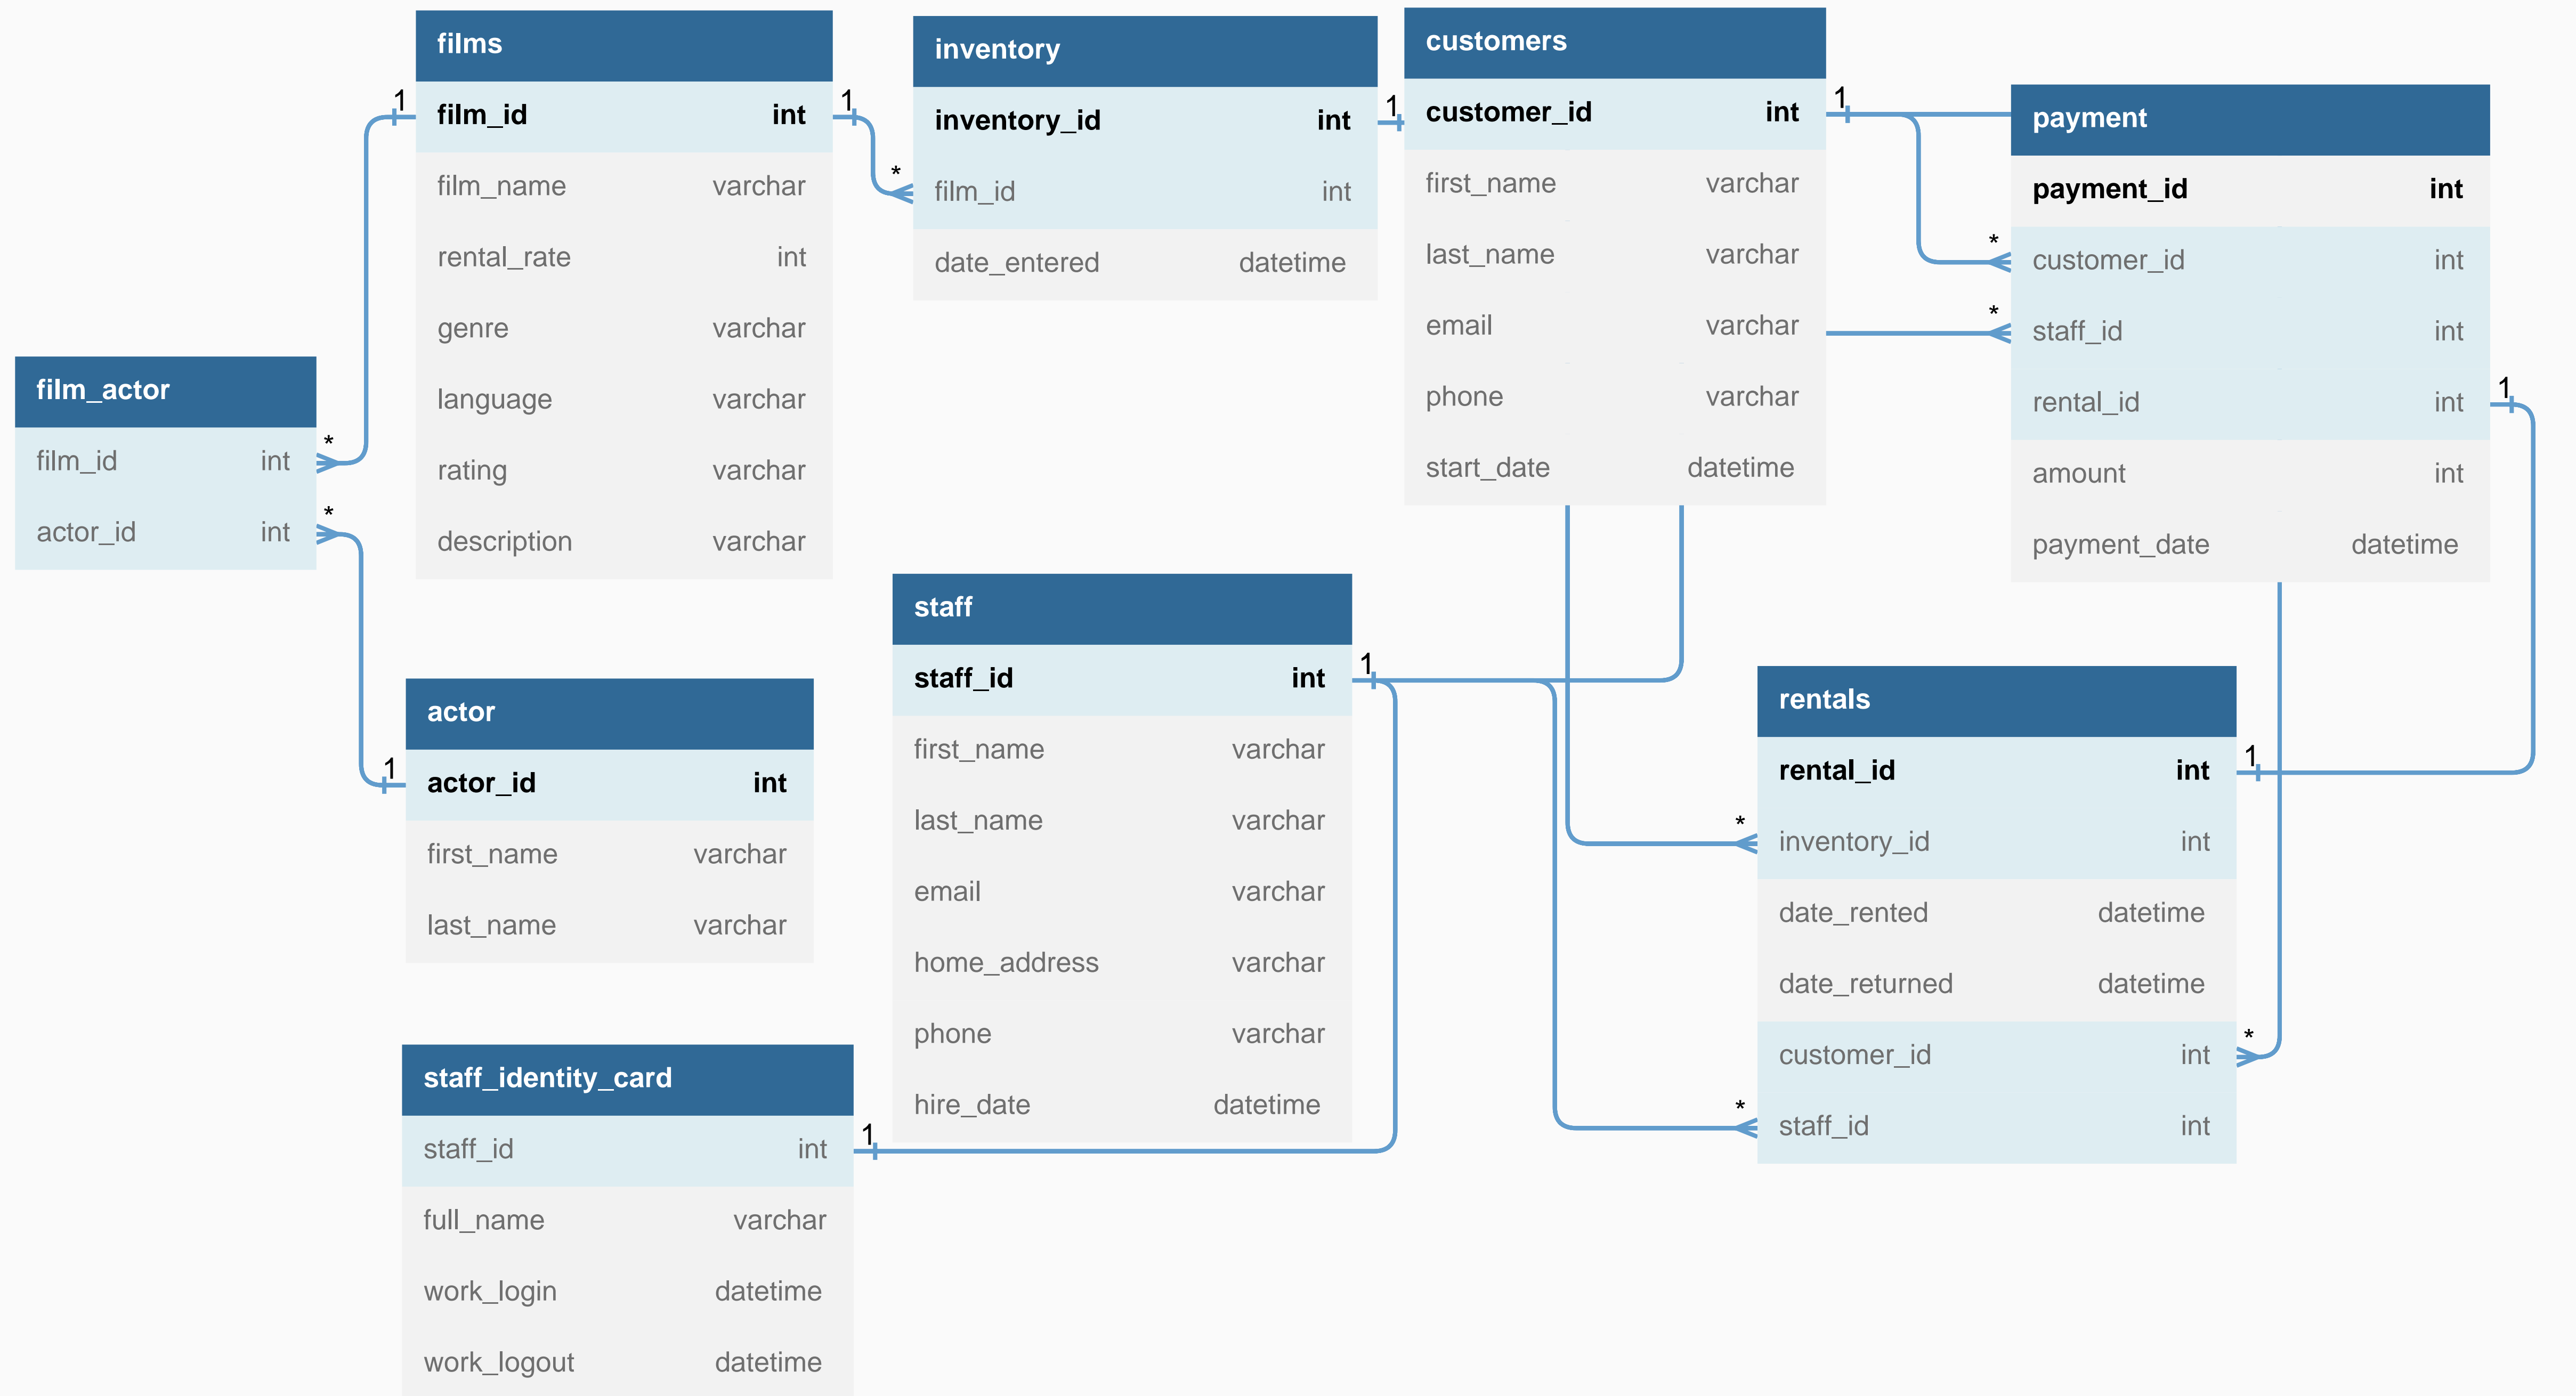 films
film_id int
film_name varchar
rental_rate int
genre varchar
language varchar
rating varchar
description varchar
1
1
inventory
inventory_id int
film_id int
date_entered datetime
*
1
customers
customer_id int
first_name varchar
last_name varchar
email varchar
phone varchar
start_date datetime
1
payment
payment_id int
customer_id int
staff_id int
rental_id int
amount int
payment_date datetime
*
*
1
film_actor
film_id int
actor_id int
*
*
staff
staff_id int
first_name varchar
last_name varchar
email varchar
home_address varchar
phone varchar
hire_date datetime
1
actor
actor_id int
first_name varchar
last_name varchar
1
rentals
rental_id int
inventory_id int
date_rented datetime
date_returned datetime
customer_id int
staff_id int
1
*
*
*
staff_identity_card
staff_id int
full_name varchar
work_login datetime
work_logout datetime
1